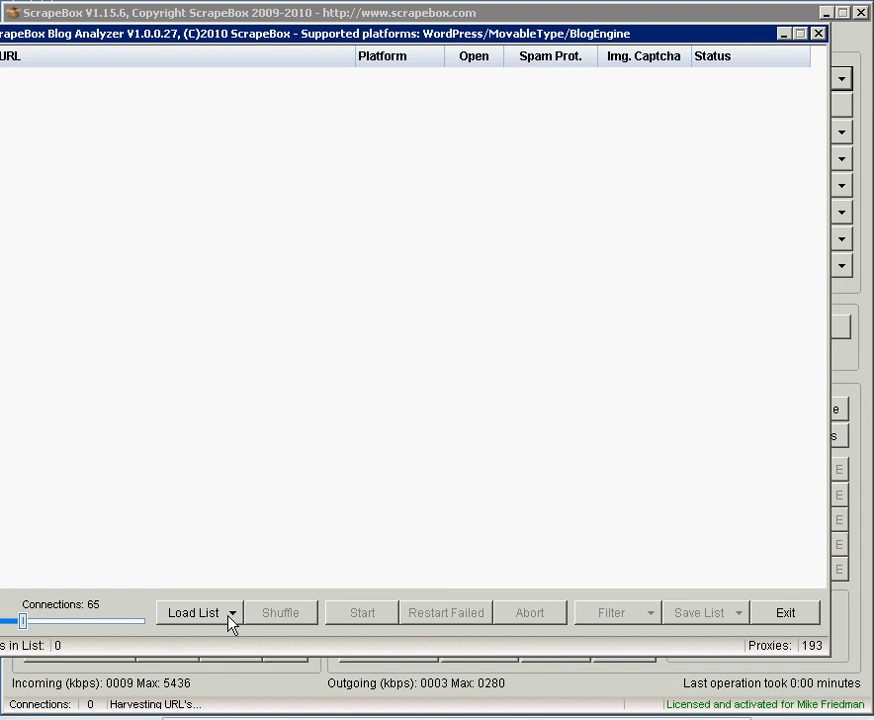 ScrapeBox V1.15.6, Copyright ScrapeBox 2009-2010 - http://www.scrapebox.com
rapeBox Blog Analyzer V1.0.0.27, (C)2010 ScrapeBox - Supported platforms: WordPress/MovableType/BlogEngine
URL Platform Open Spam Prot. Img. Captcha Status
e
s
E
E
E
E
E
Connections: 65
Load List Shuffle Start Restart Failed Abort Filter Save List Exit
s in List: 0 Proxies: 193
Incoming (kbps): 0009 Max: 5436 Outgoing (kbps): 0003 Max: 0280 Last operation took 0:00 minutes
Connections: 0 Harvesting URL's... Licensed and activated for Mike Friedman